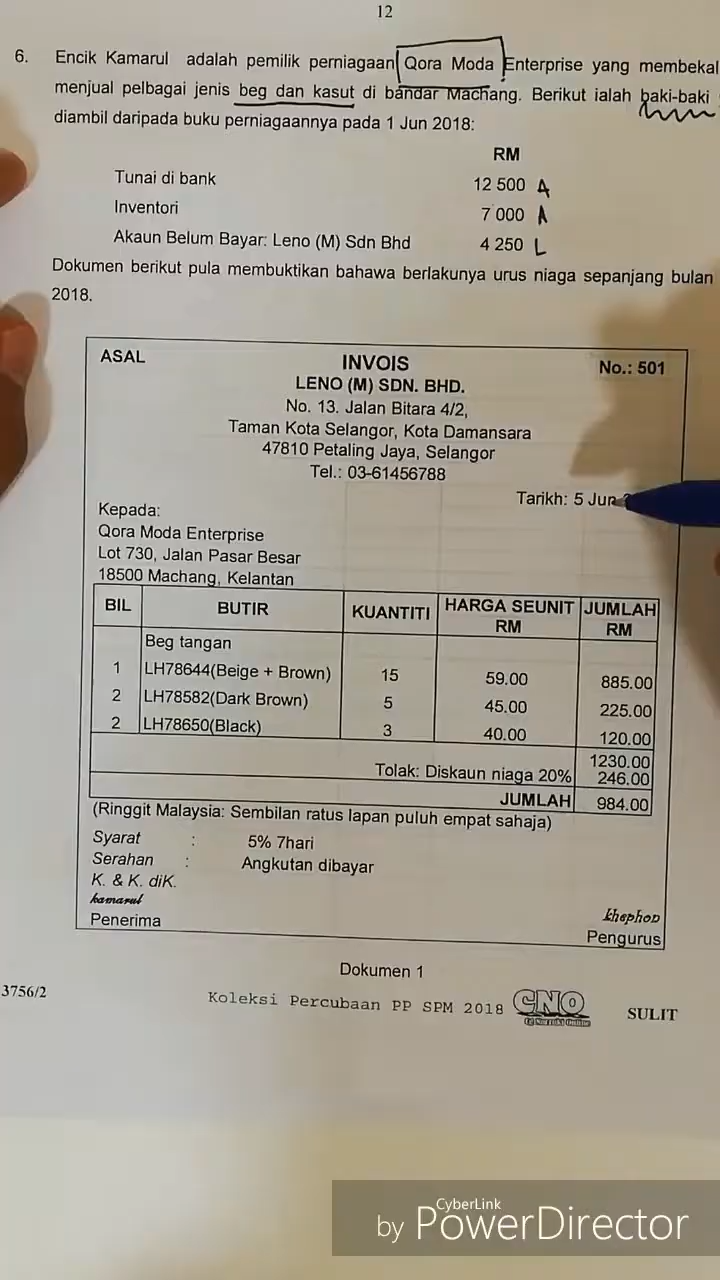 12
6. Encik Kamarul adalah pemilik perniagaan Qora Moda Enterprise yang membekal
menjual pelbagai jenis beg dan kasut di bandar Machang. Berikut ialah baki-baki
diambil daripada buku perniagaannya pada 1 Jun 2018:
RM
Tunai di bank 12 500 A
Inventori 7 000 A
Akaun Belum Bayar: Leno (M) Sdn Bhd 4 250 L
Dokumen berikut pula membuktikan bahawa berlakunya urus niaga sepanjang bulan
2018.
ASAL INVOIS No.: 501
LENO (M) SDN. BHD.
No. 13. Jalan Bitara 4/2,
Taman Kota Selangor, Kota Damansara
47810 Petaling Jaya, Selangor
Tel.: 03-61456788
Tarikh: 5 Jun
Kepada:
Qora Moda Enterprise
Lot 730, Jalan Pasar Besar
18500 Machang, Kelantan
BIL BUTIR KUANTITI HARGA SEUNIT RM JUMLAH RM
Beg tangan
1 LH78644(Beige + Brown) 15 59.00 885.00
2 LH78582(Dark Brown) 5 45.00 225.00
2 LH78650(Black) 3 40.00 120.00
1230.00
Tolak: Diskaun niaga 20% 246.00
JUMLAH 984.00
(Ringgit Malaysia: Sembilan ratus lapan puluh empat sahaja)
Syarat : 5% 7hari
Serahan : Angkutan dibayar
K. & K. diK.
kamarul khephop
Penerima Pengurus
Dokumen 1
3756/2 Koleksi Percubaan PP SPM 2018 CNO SULIT
CyberLink
by PowerDirector